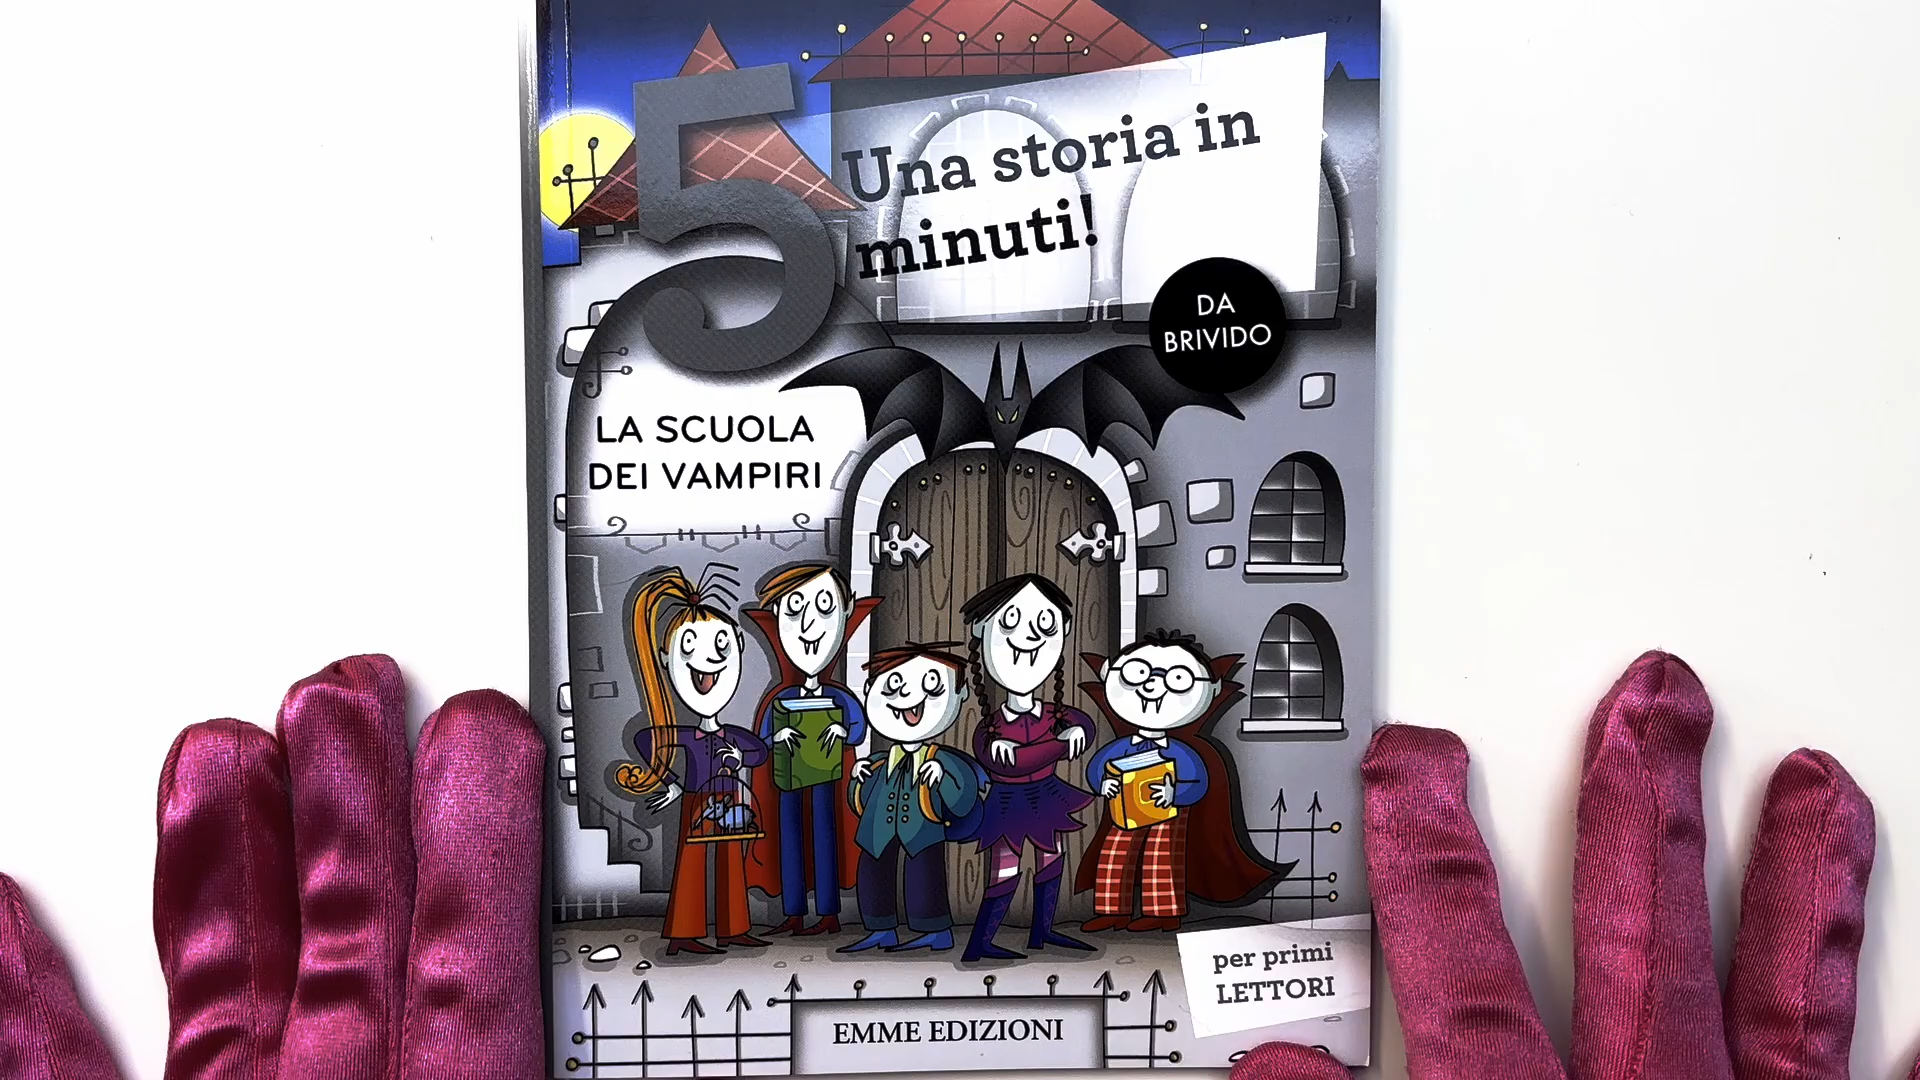 5 Una storia in
minuti!
DA
BRIVIDO
LA SCUOLA
DEI VAMPIRI
per primi
LETTORI
EMME EDIZIONI